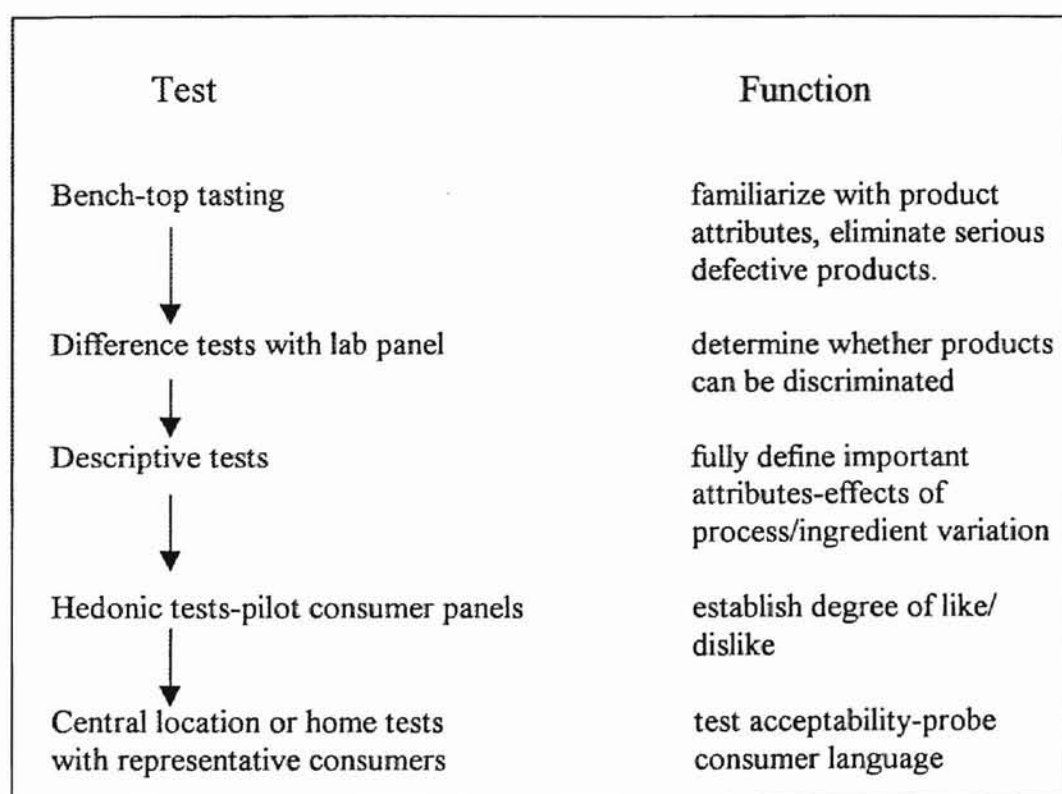 Test Function
Bench-top tasting
familiarize with product
attributes, eliminate serious
defective products.
Difference tests with lab panel
determine whether products
can be discriminated
Descriptive tests
fully define important
attributes-effects of
process/ingredient variation
Hedonic tests-pilot consumer panels
establish degree of like/
dislike
Central location or home tests
with representative consumers
test acceptability-probe
consumer language